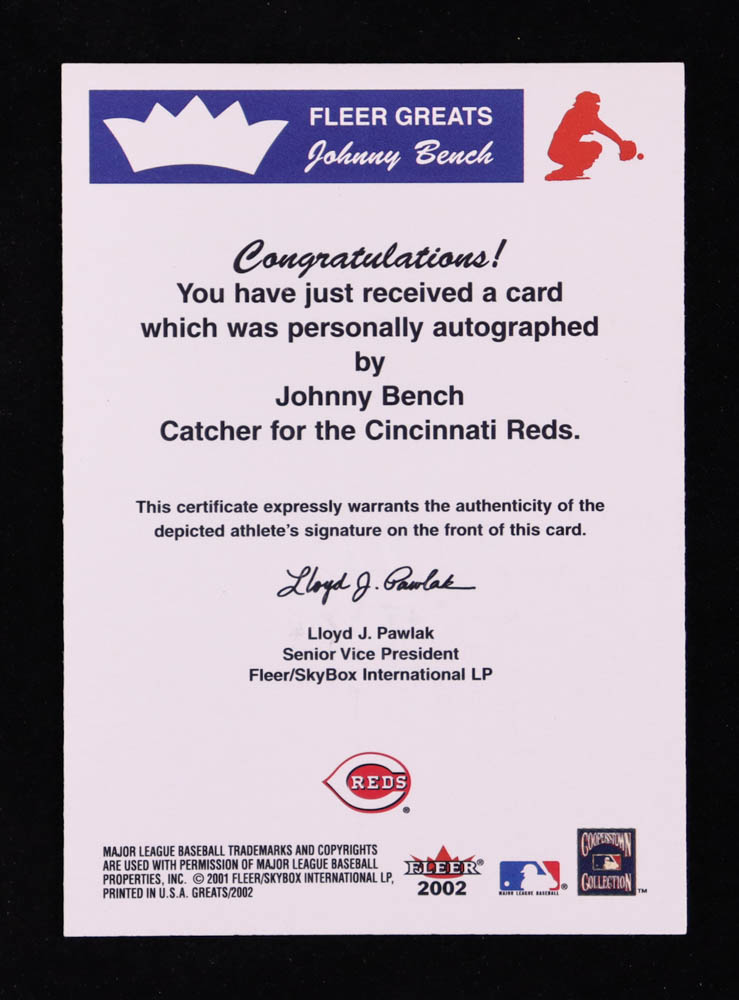 FLEER GREATS
Johnny Bench
Congratulations!
You have just received a card
which was personally autographed
by
Johnny Bench
Catcher for the Cincinnati Reds.
This certificate expressly warrants the authenticity of the
depicted athlete's signature on the front of this card.
Lloyd J. Pawlak
Lloyd J. Pawlak
Senior Vice President
Fleer/SkyBox International LP
REDS®
MAJOR LEAGUE BASEBALL TRADEMARKS AND COPYRIGHTS
ARE USED WITH PERMISSION OF MAJOR LEAGUE BASEBALL
PROPERTIES, INC. © 2001 FLEER/SKYBOX INTERNATIONAL LP,
PRINTED IN U.S.A. GREATS/2002
FLEER®
2002
MAJOR LEAGUE BASEBALL®
COOPERSTOWN
COLLECTION™